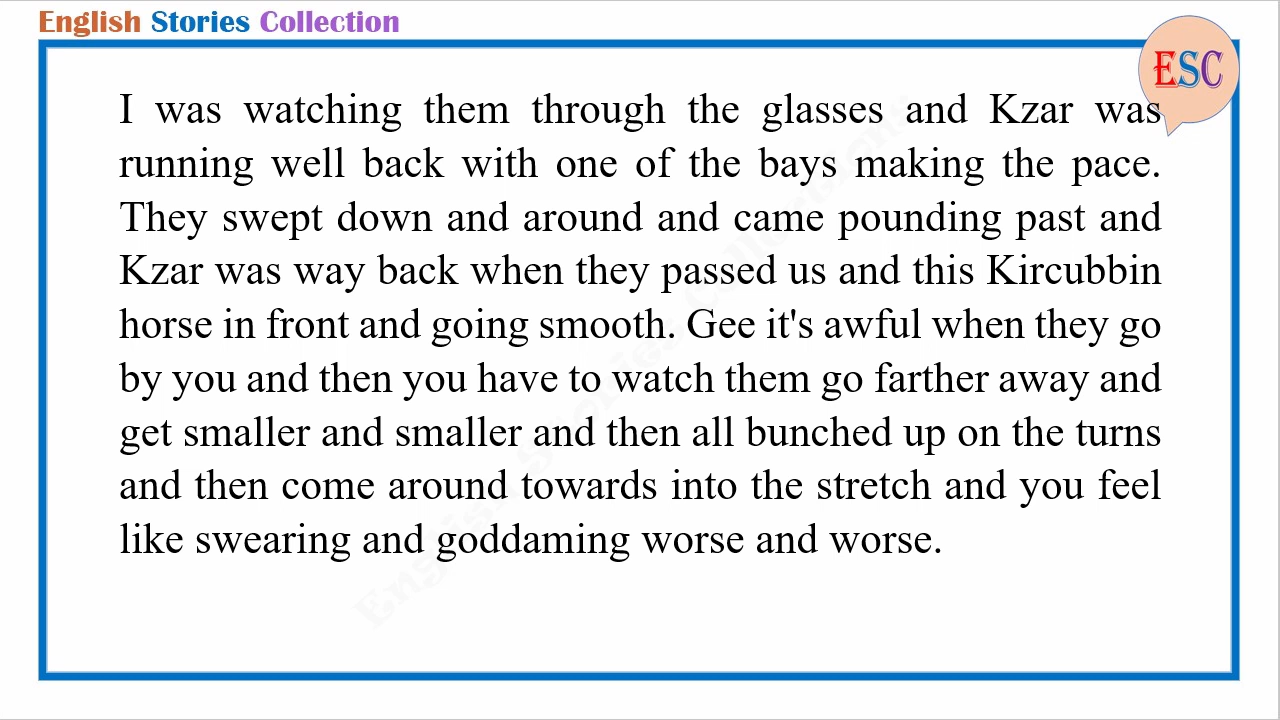 English Stories Collection
ESC
I was watching them through the glasses and Kzar was
running well back with one of the bays making the pace.
They swept down and around and came pounding past and
Kzar was way back when they passed us and this Kircubbin
horse in front and going smooth. Gee it's awful when they go
by you and then you have to watch them go farther away and
get smaller and smaller and then all bunched up on the turns
and then come around towards into the stretch and you feel
like swearing and goddaming worse and worse.
English Stories Collection